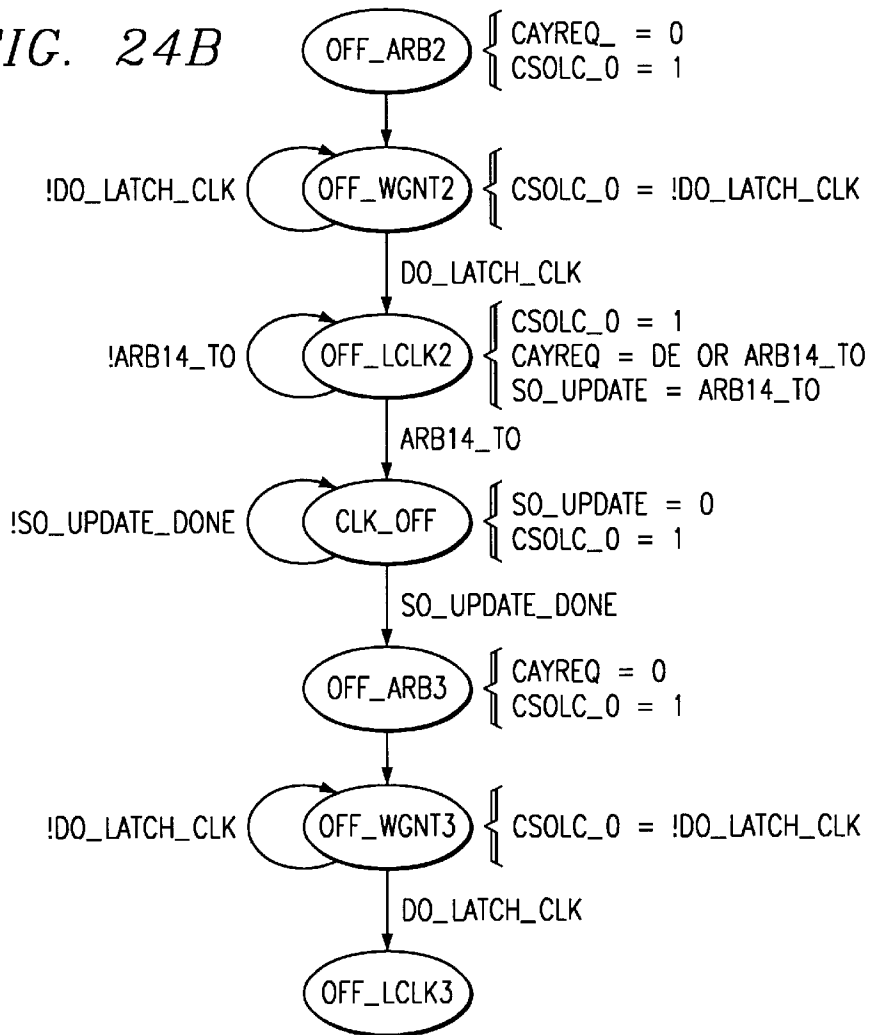 FIG. 24B
OFF_ARB2
CAYREQ_ = 0
CSOLC_0 = 1
!DO_LATCH_CLK
OFF_WGNT2
CSOLC_0 = !DO_LATCH_CLK
DO_LATCH_CLK
!ARB14_TO
OFF_LCLK2
CSOLC_0 = 1
CAYREQ = DE OR ARB14_TO
SO_UPDATE = ARB14_TO
ARB14_TO
!SO_UPDATE_DONE
CLK_OFF
SO_UPDATE = 0
CSOLC_0 = 1
SO_UPDATE_DONE
OFF_ARB3
CAYREQ = 0
CSOLC_0 = 1
!DO_LATCH_CLK
OFF_WGNT3
CSOLC_0 = !DO_LATCH_CLK
DO_LATCH_CLK
OFF_LCLK3